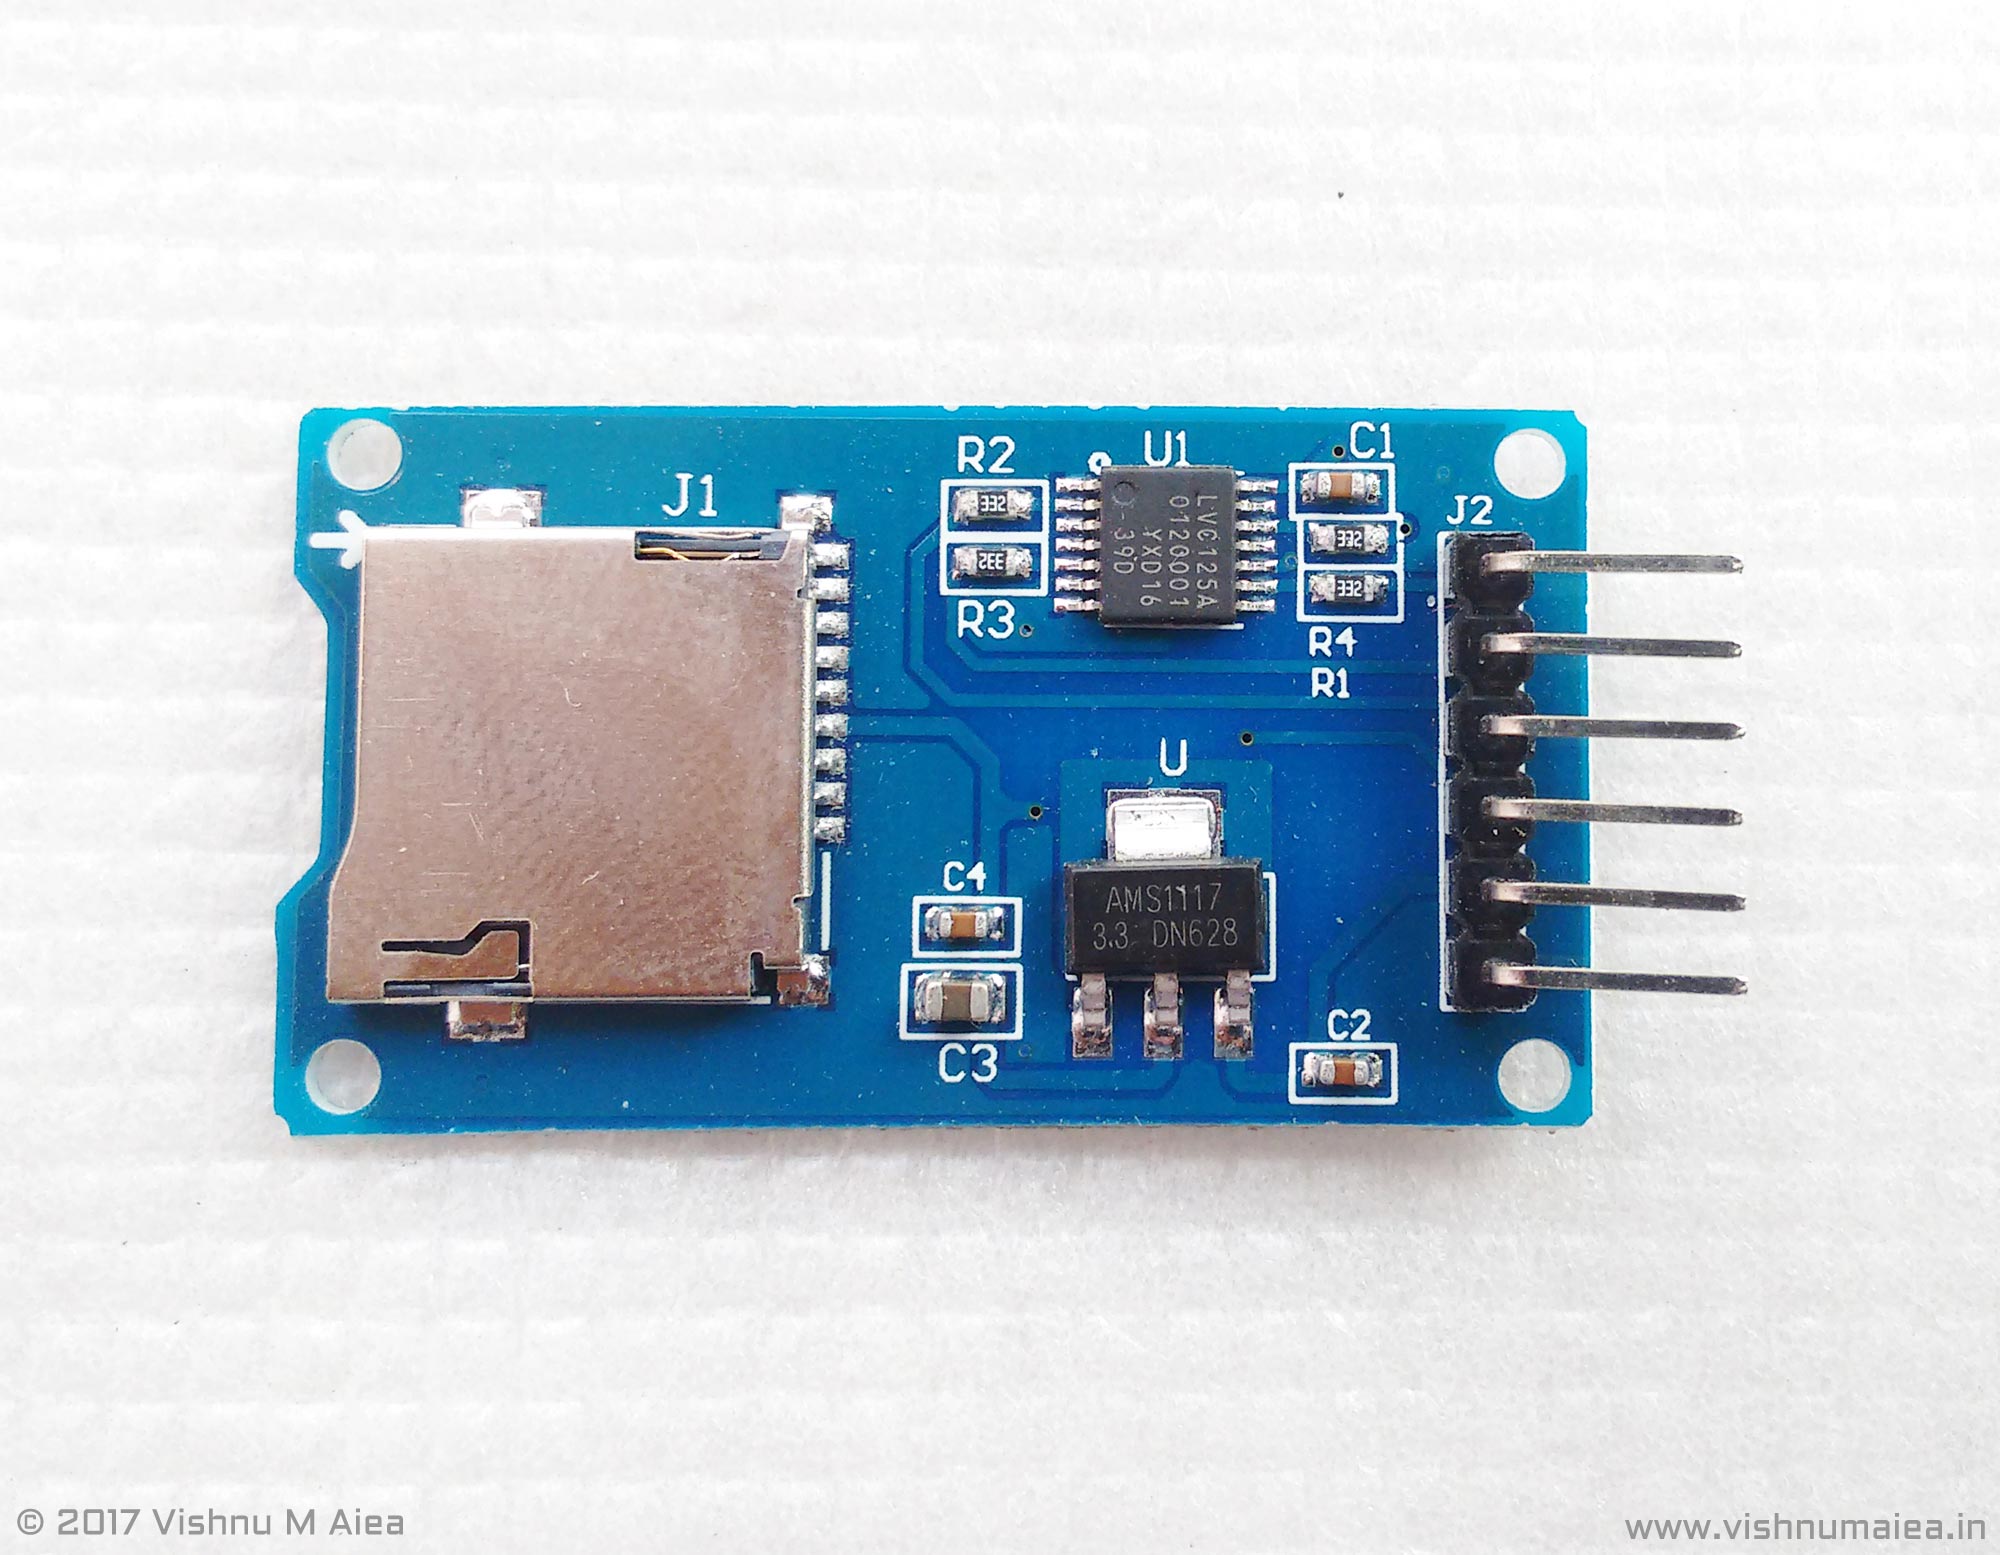 R2
U1
C1
J1
J2
332
LVC125A
0120001
-39D
YXD16
332
332
332
R3
R4
R1
U
C4
AMS1117
3.3 DN628
C3
C2
© 2017 Vishnu M Aiea
www.vishnumaiea.in